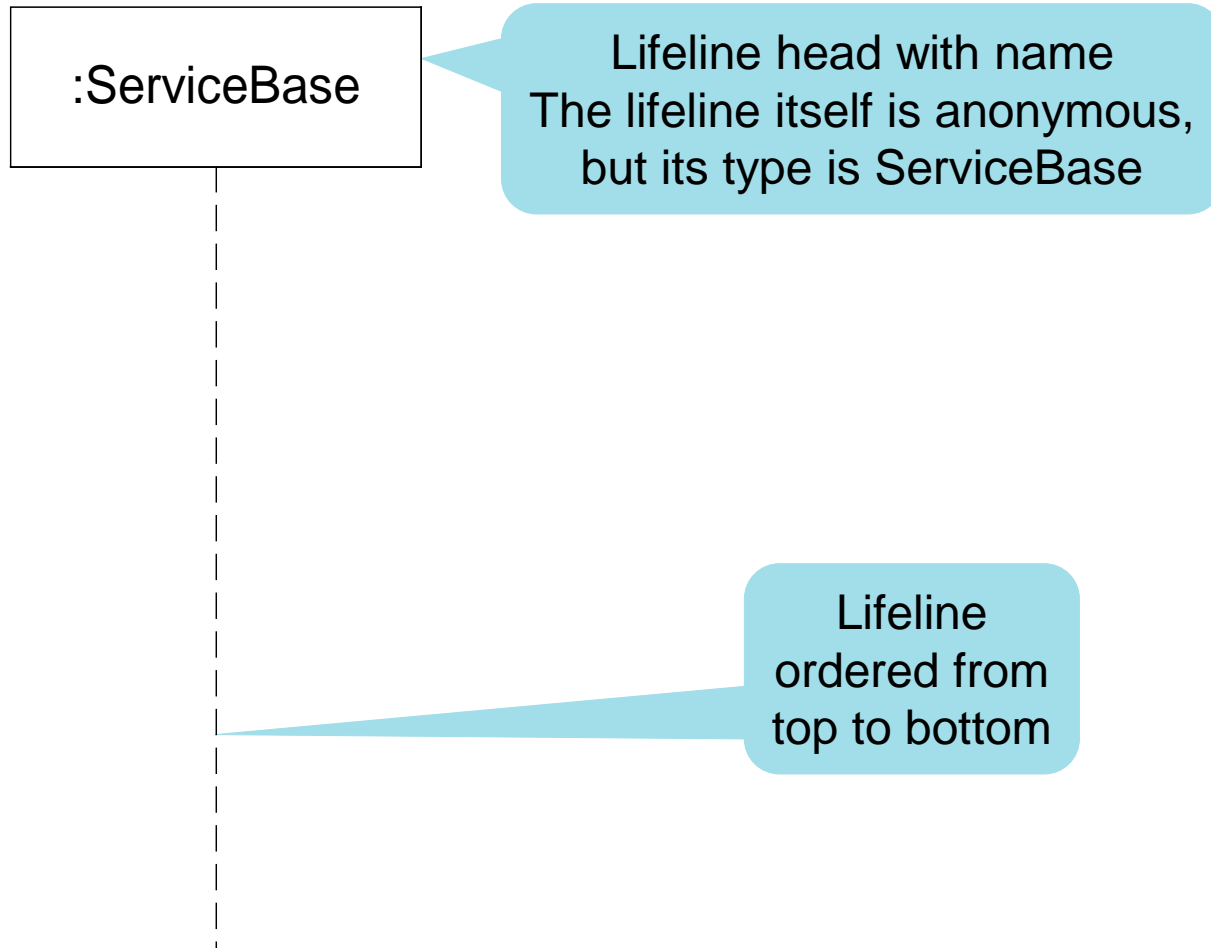 :ServiceBase
Lifeline head with name
The lifeline itself is anonymous,
but its type is ServiceBase
Lifeline
ordered from
top to bottom